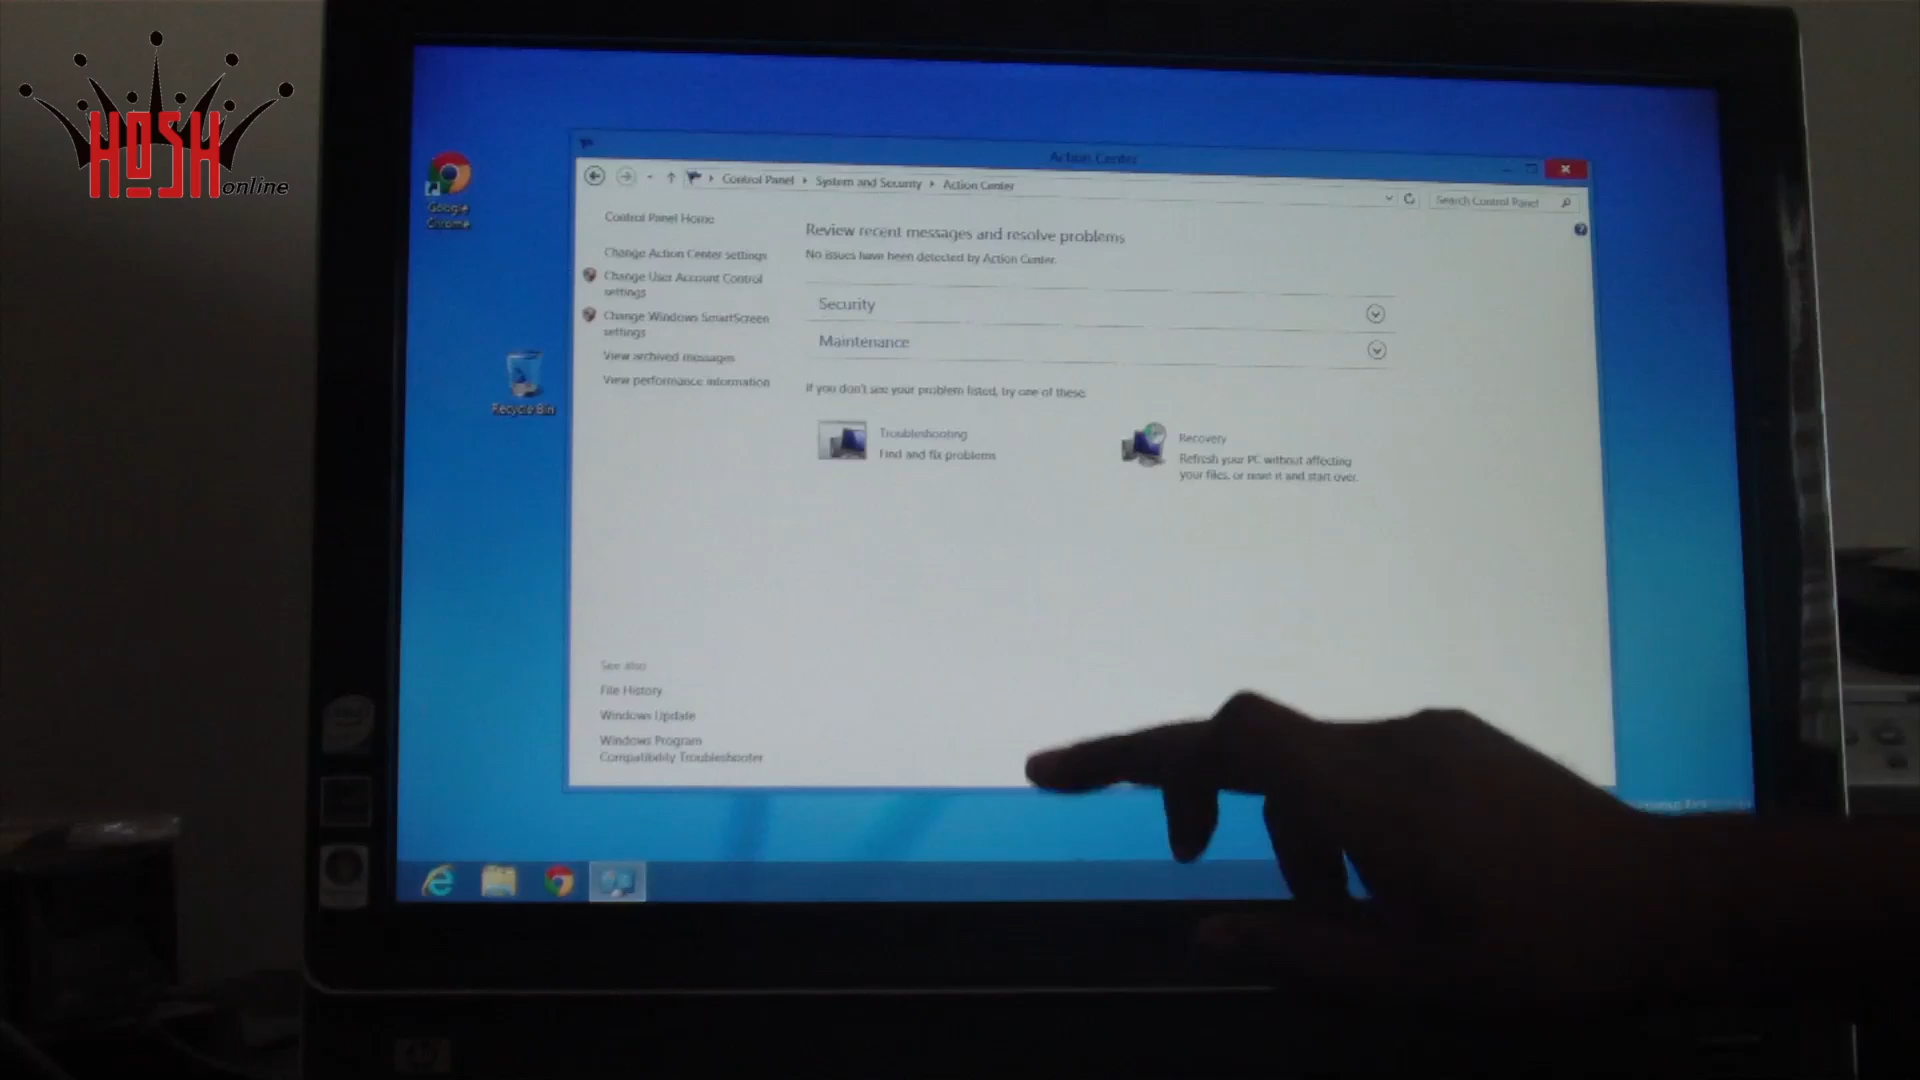 HOSH
online
Google
Chrome
Recycle Bin
Action Center
Control Panel
System and Security
Action Center
Search Control Panel
Control Panel Home
Change Action Center settings
Change User Account Control
settings
Change Windows SmartScreen
settings
View archived messages
View performance information
Review recent messages and resolve problems
No issues have been detected by Action Center.
Security
Maintenance
If you don't see your problem listed, try one of these:
Troubleshooting
Find and fix problems
Recovery
Refresh your PC without affecting
your files, or reset it and start over.
See also
File History
Windows Update
Windows Program
Compatibility Troubleshooter
hp